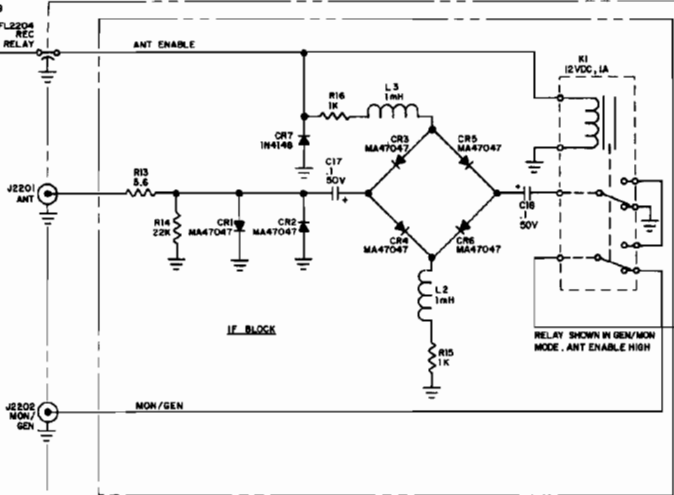 9
FL2204
REC
RELAY
ANT ENABLE
K1
12VDC, 1A
L3
1mH
R16
1K
CR7
1N4148
CR3
MA47047
CR5
MA47047
C17
.1
50V
+
J2201
ANT
R13
5.6
R14
22K
CR1
MA47047
CR2
MA47047
CR4
MA47047
CR6
MA47047
+
C18
.1
50V
L2
1mH
IF BLOCK
R15
1K
RELAY SHOWN IN GEN/MON
MODE, ANT ENABLE HIGH
J2202
MON/
GEN
MON/GEN